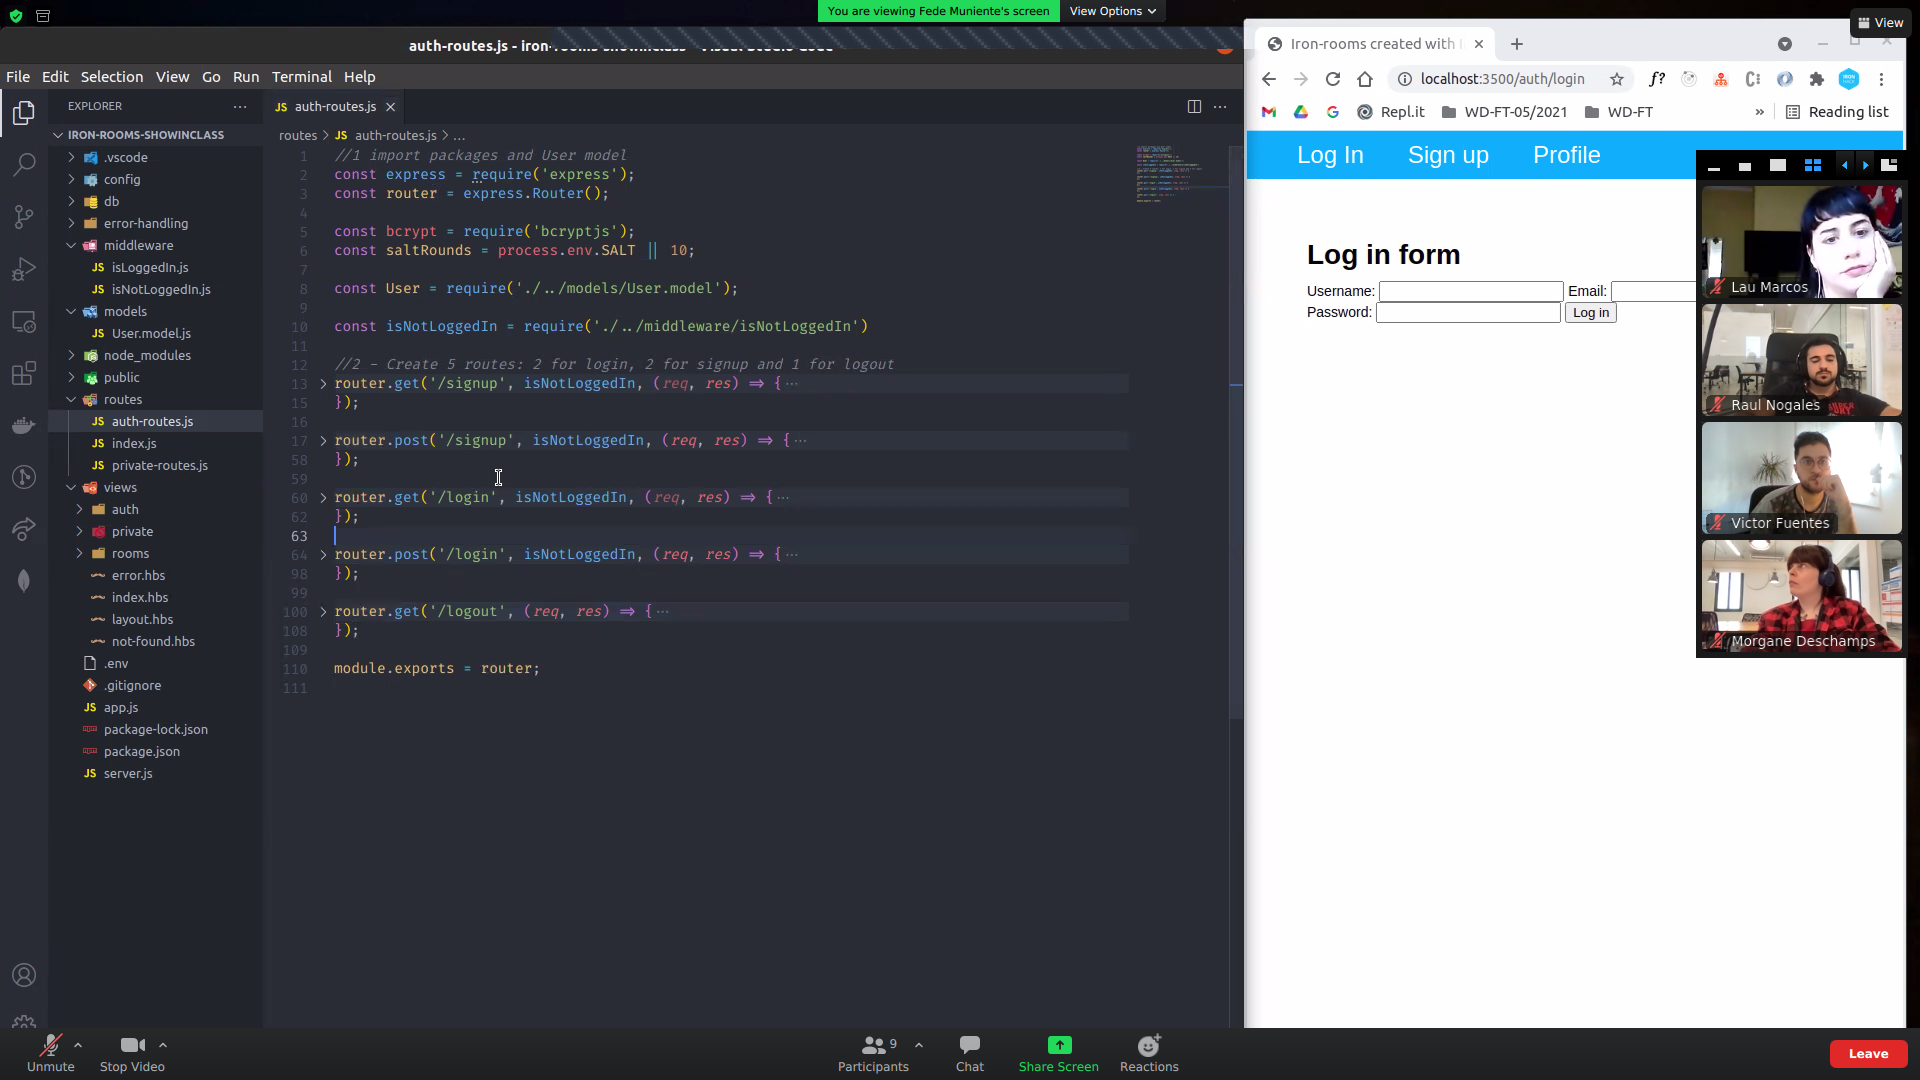 You are viewing Fede Muniente's screen
View Options
View
auth-routes.js - iron-rooms-showinclass - Visual Studio Code
File Edit Selection View Go Run Terminal Help
EXPLORER
IRON-ROOMS-SHOWINCLASS
.vscode
config
db
error-handling
middleware
isLoggedIn.js
isNotLoggedIn.js
models
User.model.js
node_modules
public
routes
auth-routes.js
index.js
private-routes.js
views
auth
private
rooms
error.hbs
index.hbs
layout.hbs
not-found.hbs
.env
.gitignore
app.js
package-lock.json
package.json
server.js
JS auth-routes.js
routes > JS auth-routes.js > ...
1 //1 import packages and User model
2 const express = require('express');
3 const router = express.Router();
4
5 const bcrypt = require('bcryptjs');
6 const saltRounds = process.env.SALT || 10;
7
8 const User = require('./../models/User.model');
9
10 const isNotLoggedIn = require('./../middleware/isNotLoggedIn')
11
12 //2 - Create 5 routes: 2 for login, 2 for signup and 1 for logout
13 router.get('/signup', isNotLoggedIn, (req, res) => {...
15 });
16
17 router.post('/signup', isNotLoggedIn, (req, res) => {...
58 });
59
60 router.get('/login', isNotLoggedIn, (req, res) => {...
62 });
63
64 router.post('/login', isNotLoggedIn, (req, res) => {...
98 });
99
100 router.get('/logout', (req, res) => {...
108 });
109
110 module.exports = router;
111
Iron-rooms created with
localhost:3500/auth/login
Repl.it WD-FT-05/2021 WD-FT » Reading list
Log In Sign up Profile
Log in form
Username: Email:
Password: Log in
Lau Marcos
Raul Nogales
Victor Fuentes
Morgane Deschamps
Unmute
Stop Video
9
Participants
Chat
Share Screen
Reactions
Leave